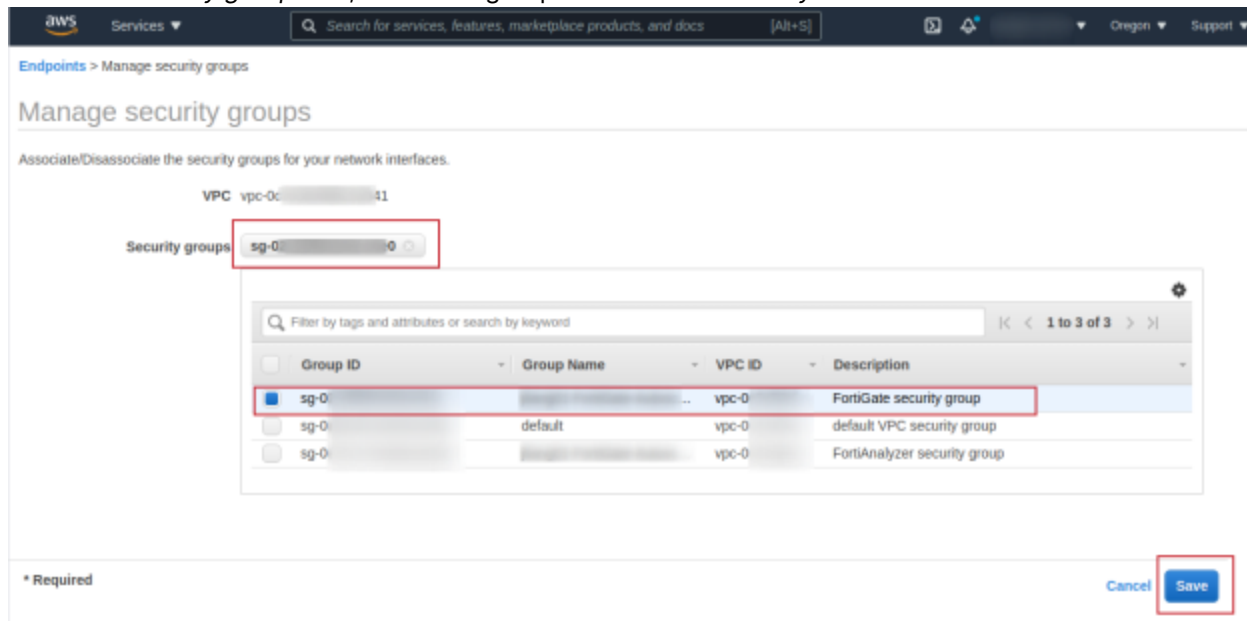 aws Services Search for services, features, marketplace products, and docs [Alt+S] Oregon Support
Endpoints > Manage security groups
Manage security groups
Associate/Disassociate the security groups for your network interfaces.
VPC vpc-0c 41
Security groups sg-0 0
Filter by tags and attributes or search by keyword 1 to 3 of 3
Group ID Group Name VPC ID Description
sg-0 ... vpc-0 FortiGate security group
sg-0 default vpc-0 default VPC security group
sg-0 vpc-0 FortiAnalyzer security group
* Required Cancel Save